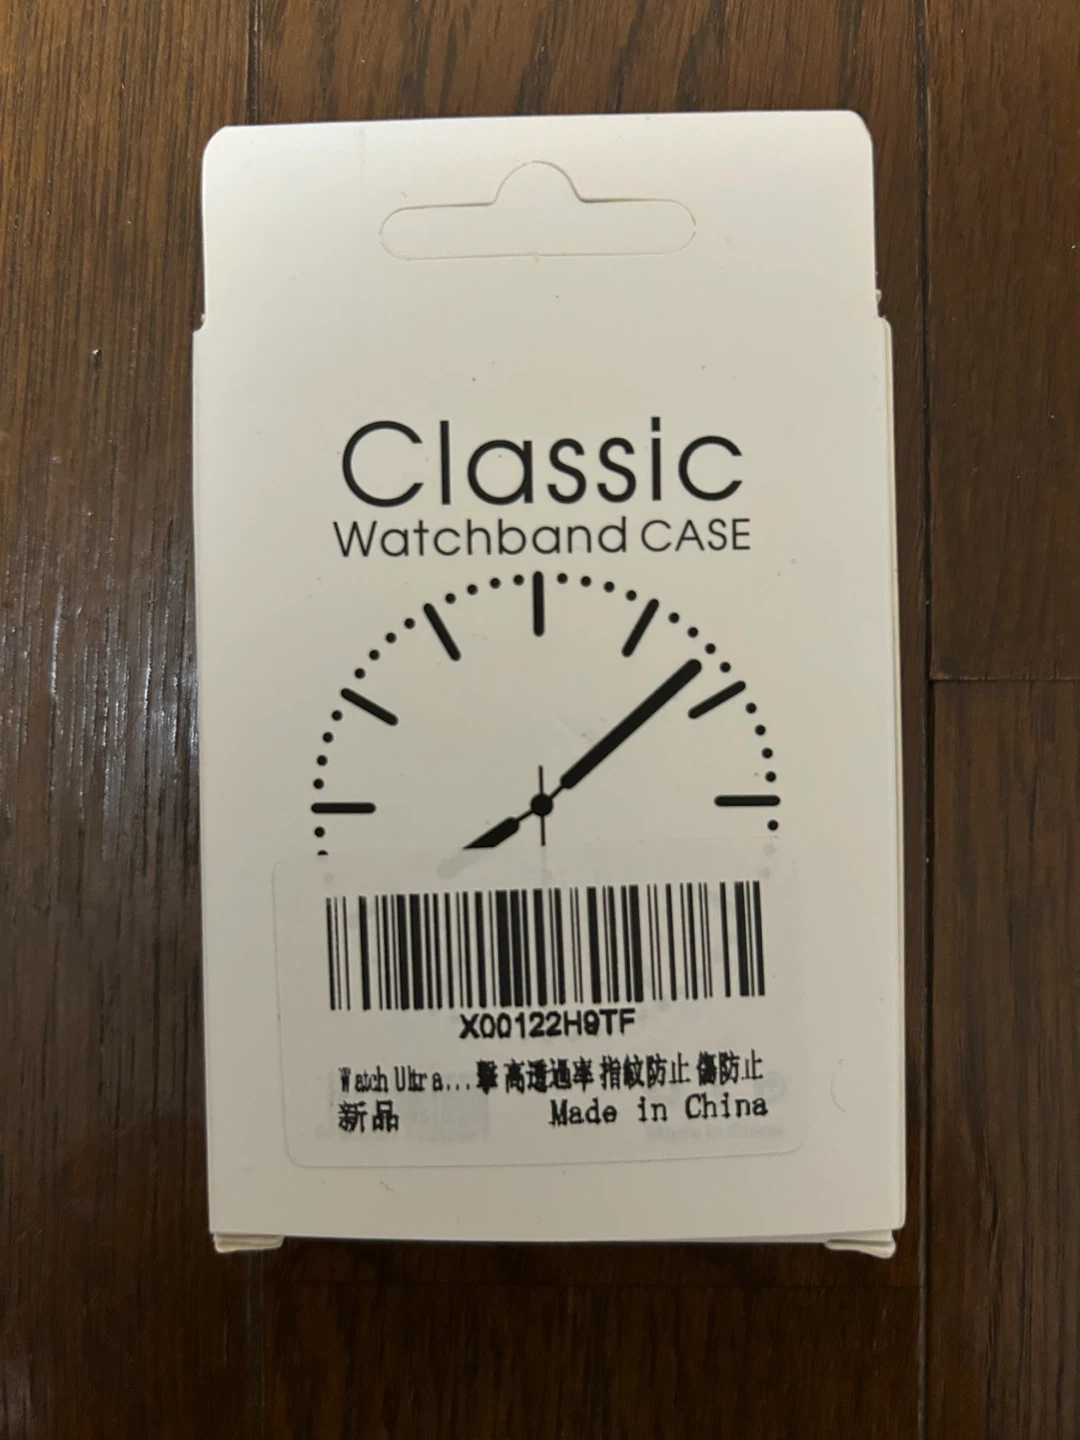 Classic
Watchband CASE
X00122H9TF
Watch Ultra...撃 高透過率 指紋防止 傷防止
新品 Made in China